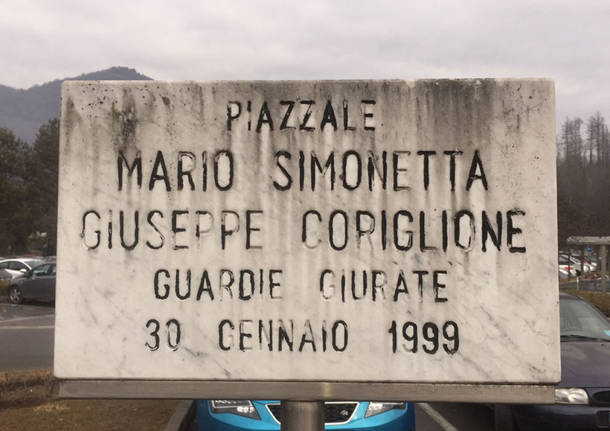 PIAZZALE
MARIO SIMONETTA
GIUSEPPE CORIGLIONE
GUARDIE GIURATE
30 GENNAIO 1999